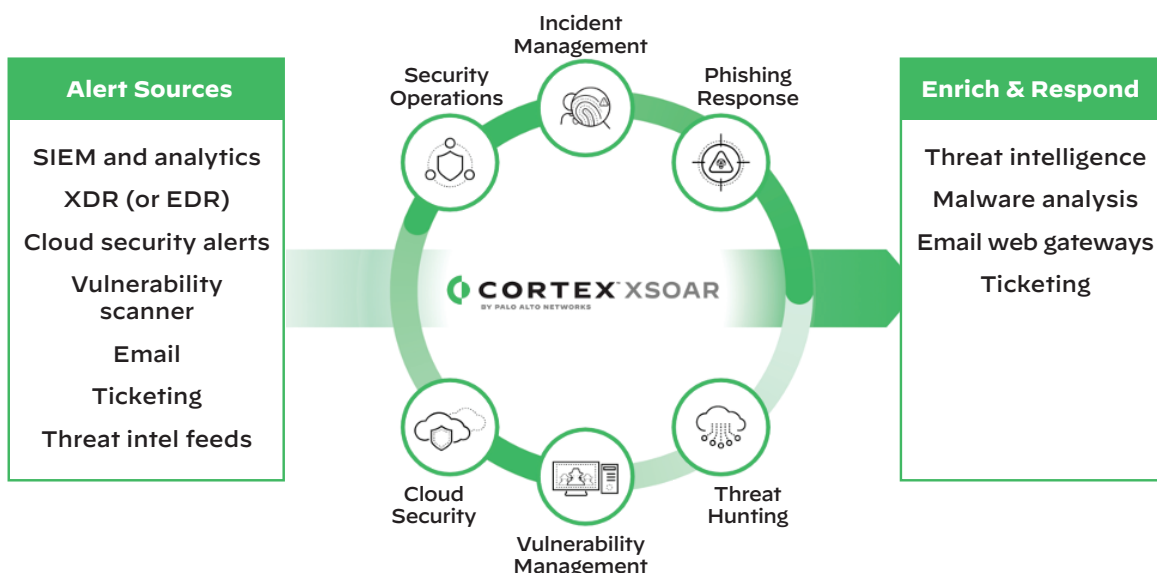 Alert Sources
SIEM and analytics
XDR (or EDR)
Cloud security alerts
Vulnerability
scanner
Email
Ticketing
Threat intel feeds
Incident
Management
Security
Operations
Phishing
Response
CORTEX™ XSOAR
BY PALO ALTO NETWORKS
Cloud
Security
Threat
Hunting
Vulnerability
Management
Enrich & Respond
Threat intelligence
Malware analysis
Email web gateways
Ticketing